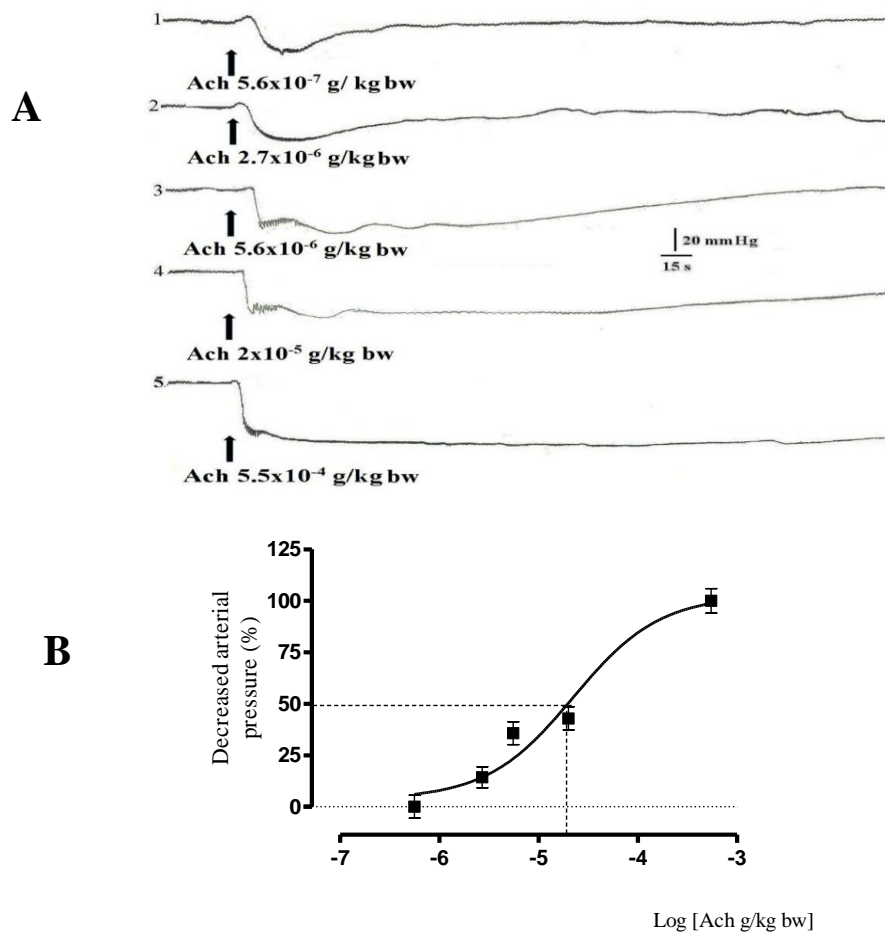 A
1
Ach 5.6x10⁻⁷ g/ kg bw
2
Ach 2.7x10⁻⁶ g/kg bw
3
Ach 5.6x10⁻⁶ g/kg bw
20 mmHg
15 s
4
Ach 2x10⁻⁵ g/kg bw
5
Ach 5.5x10⁻⁴ g/kg bw
B
Decreased arterial
pressure (%)
125
100
75
50
25
0
-7 -6 -5 -4 -3
Log [Ach g/kg bw]